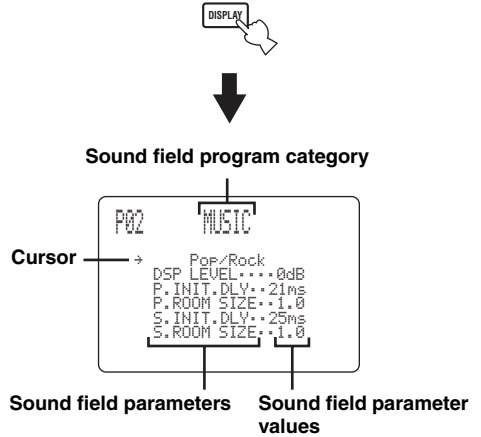 DISPLAY
Sound field program category
P02 MUSIC
Cursor
→ Pop/Rock
DSP LEVEL····0dB
P.INIT.DLY··21ms
P.ROOM SIZE··1.0
S.INIT.DLY··25ms
S.ROOM SIZE··1.0
Sound field parameters
Sound field parameter
values